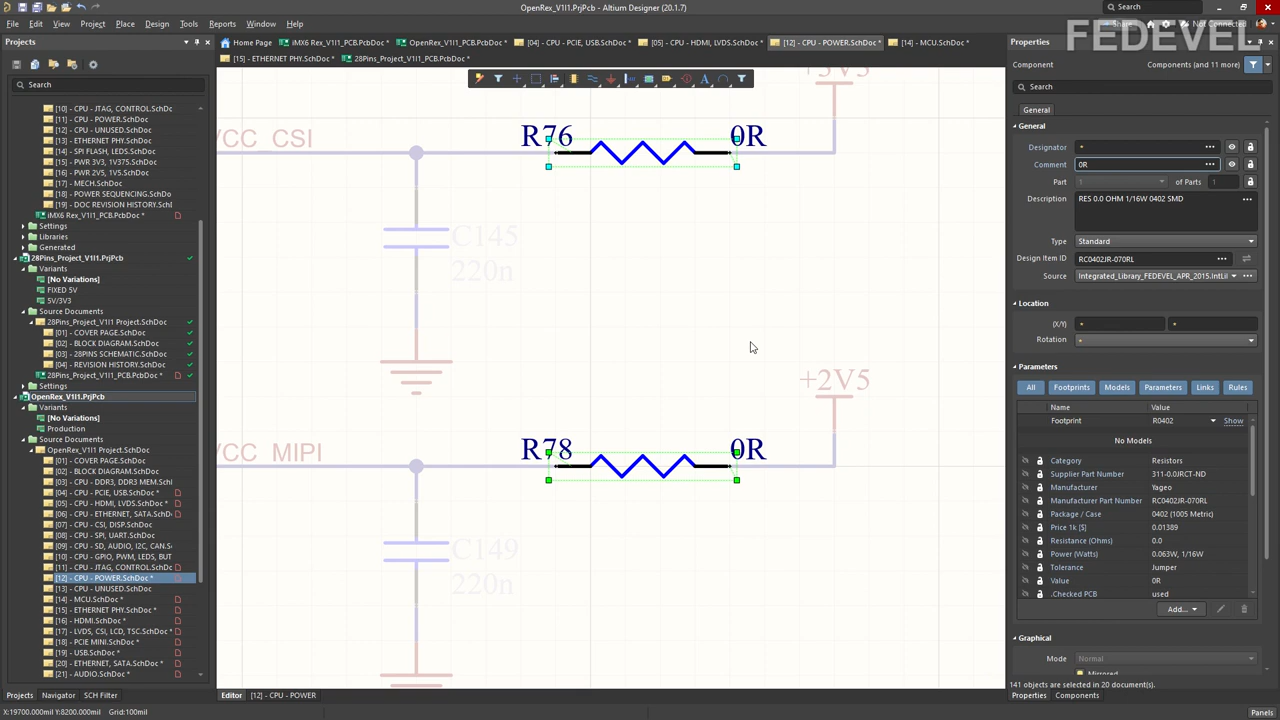 OpenRex_V1I1.PrjPcb - Altium Designer (20.1.7)
Search
File Edit View Project Place Design Tools Reports Window Help
Share Not Connected
FEDEVEL
Projects
Home Page iMX6 Rex_V1I1_PCB.PcbDoc * OpenRex_V1I1_PCB.PcbDoc * [04] - CPU - PCIE, USB.SchDoc * [05] - CPU - HDMI, LVDS.SchDoc * [12] - CPU - POWER.SchDoc * [14] - MCU.SchDoc *
[15] - ETHERNET PHY.SchDoc * 28Pins_Project_V1I1_PCB.PcbDoc *
Search
[10] - CPU - JTAG, CONTROL.SchDc
[11] - CPU - POWER.SchDoc
[12] - CPU - UNUSED.SchDoc
[13] - ETHERNET PHY.SchDoc
[14] - SPI FLASH, LEDS.SchDoc
[15] - PWR 3V3, 1V375.SchDoc
[16] - PWR 2V5, 1V5.SchDoc
[17] - MECH.SchDoc
[18] - POWER SEQUENCING.SchDoc
[19] - DOC REVISION HISTORY.SchI
iMX6 Rex_V1I1_PCB.PcbDoc *
Settings
Libraries
Generated
28Pins_Project_V1I1.PrjPcb
Variants
[No Variations]
FIXED 5V
5V/3V3
Source Documents
28Pins_Project_V1I1 Project.SchDoc
[01] - COVER PAGE.SchDoc
[02] - BLOCK DIAGRAM.SchDoc
[03] - 28PINS SCHEMATIC.SchDoc
[04] - REVISION HISTORY.SchDoc
28Pins_Project_V1I1_PCB.PcbDoc *
Settings
OpenRex_V1I1.PrjPcb
Variants
[No Variations]
Production
Source Documents
OpenRex_V1I1 Project.SchDoc
[01] - COVER PAGE.SchDoc
[02] - BLOCK DIAGRAM.SchDoc
[03] - CPU - DDR3, DDR3 MEM.SchI
[04] - CPU - PCIE, USB.SchDoc *
[05] - CPU - HDMI, LVDS.SchDoc *
[06] - CPU - ETHERNET, SATA.SchDc
[07] - CPU - CSI, DISP.SchDoc
[08] - CPU - SPI, UART.SchDoc
[09] - CPU - SD, AUDIO, I2C, CAN.S
[10] - CPU - GPIO, PWM, LEDS, BUT
[11] - CPU - JTAG, CONTROL.SchDc
[12] - CPU - POWER.SchDoc *
[13] - CPU - UNUSED.SchDoc
[14] - MCU.SchDoc *
[15] - ETHERNET PHY.SchDoc *
[16] - HDMI.SchDoc *
[17] - LVDS, CSI, LCD, TSC.SchDoc *
[18] - PCIE MINI.SchDoc *
[19] - USB.SchDoc *
[20] - ETHERNET, SATA.SchDoc *
[21] - AUDIO.SchDoc *
Projects Navigator SCH Filter
+3V3
VCC_CSI
R76 0R
C145
220n
+2V5
VCC_MIPI
R78 0R
C149
220n
Editor [12] - CPU - POWER
Properties
Component Components (and 11 more)
Search
General
General
Designator *
Comment 0R
Part 1 of Parts 1
Description RES 0.0 OHM 1/16W 0402 SMD
Type Standard
Design Item ID RC0402JR-070RL
Source Integrated_Library_FEDEVEL_APR_2015.IntLil
Location
(X/Y) * *
Rotation *
Parameters
All Footprints Models Parameters Links Rules
Name Value
Footprint R0402 Show
No Models
Category Resistors
Supplier Part Number 311-0.0JRCT-ND
Manufacturer Yageo
Manufacturer Part Number RC0402JR-070RL
Package / Case 0402 (1005 Metric)
Price 1k [$] 0.01389
Resistance (Ohms) 0.0
Power (Watts) 0.063W, 1/16W
Tolerance Jumper
Value 0R
.Checked PCB used
Add...
Graphical
Mode Normal
Mirrored
141 objects are selected in 20 document(s).
Properties Components
X:19700.000mil Y:8200.000mil Grid:100mil
Panels